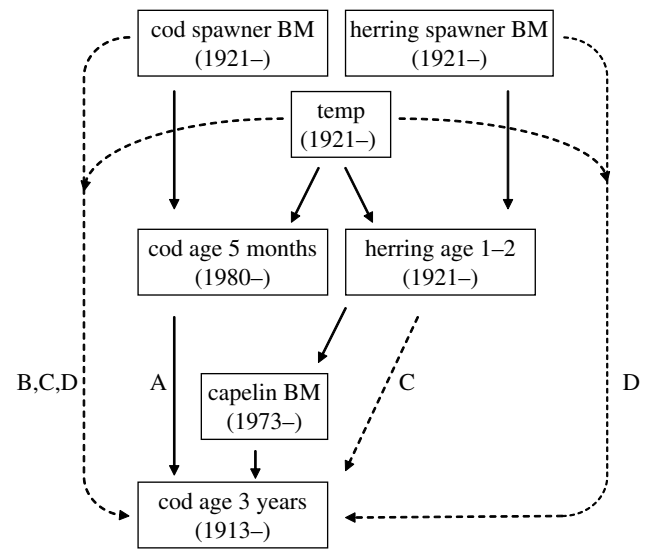 cod spawner BM
(1921–)
herring spawner BM
(1921–)
temp
(1921–)
cod age 5 months
(1980–)
herring age 1–2
(1921–)
B,C,D
A
capelin BM
(1973–)
C
D
cod age 3 years
(1913–)